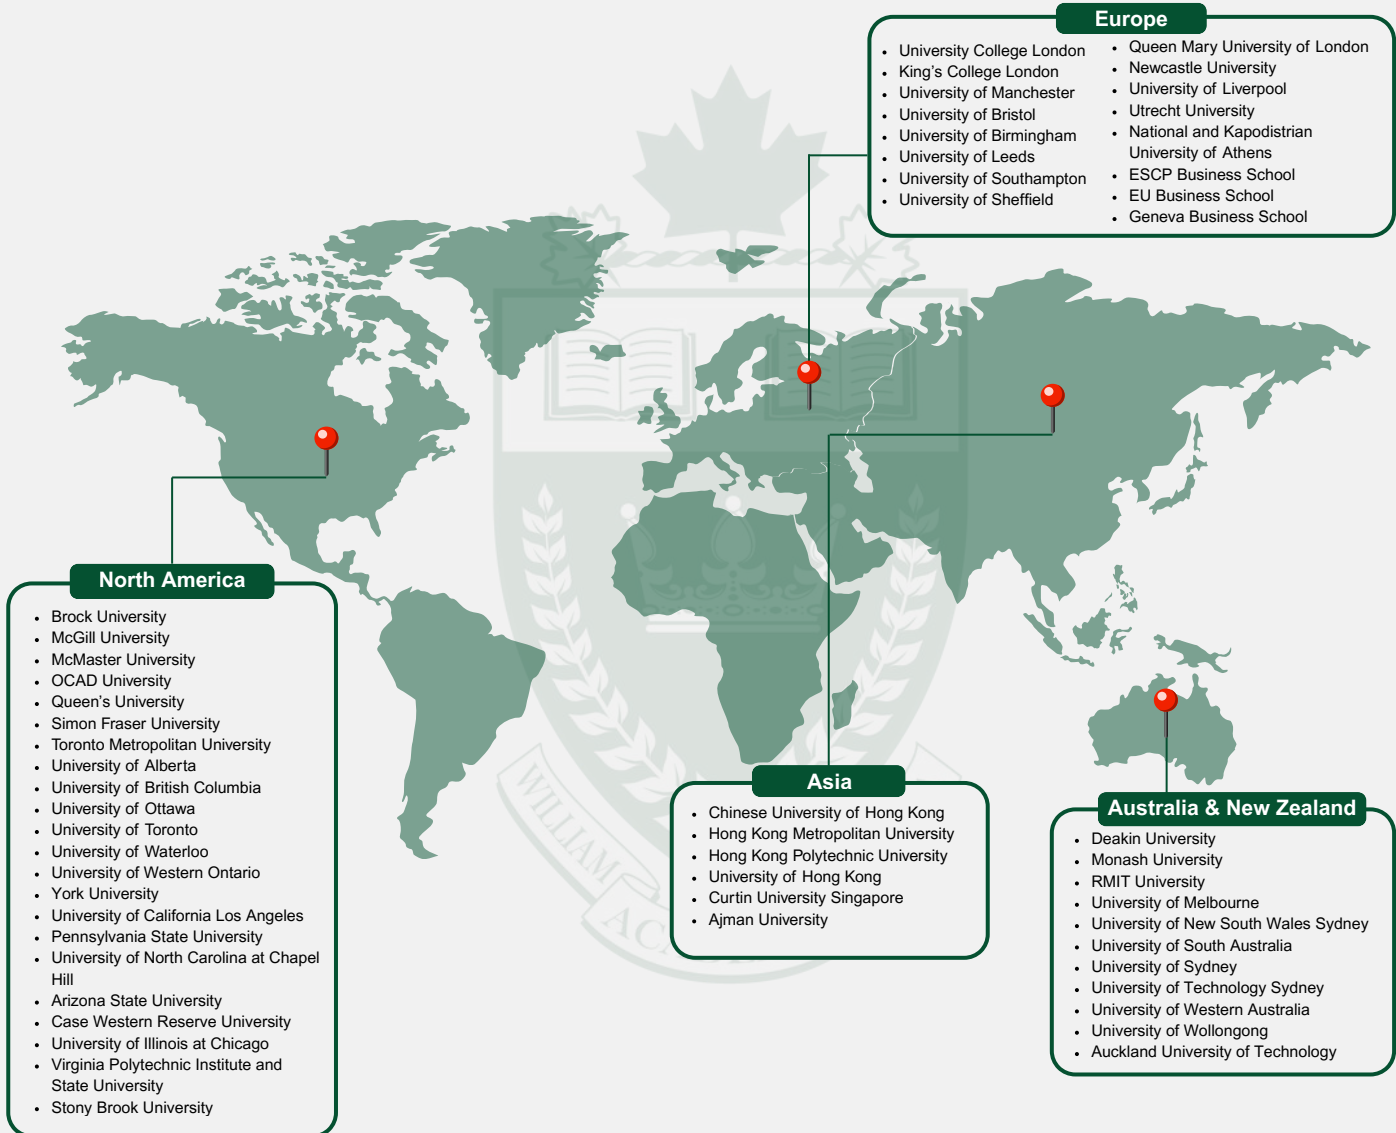 Europe
• University College London
• King's College London
• University of Manchester
• University of Bristol
• University of Birmingham
• University of Leeds
• University of Southampton
• University of Sheffield
• Queen Mary University of London
• Newcastle University
• University of Liverpool
• Utrecht University
• National and Kapodistrian
University of Athens
• ESCP Business School
• EU Business School
• Geneva Business School
North America
• Brock University
• McGill University
• McMaster University
• OCAD University
• Queen's University
• Simon Fraser University
• Toronto Metropolitan University
• University of Alberta
• University of British Columbia
• University of Ottawa
• University of Toronto
• University of Waterloo
• University of Western Ontario
• York University
• University of California Los Angeles
• Pennsylvania State University
• University of North Carolina at Chapel
Hill
• Arizona State University
• Case Western Reserve University
• University of Illinois at Chicago
• Virginia Polytechnic Institute and
State University
• Stony Brook University
Asia
• Chinese University of Hong Kong
• Hong Kong Metropolitan University
• Hong Kong Polytechnic University
• University of Hong Kong
• Curtin University Singapore
• Ajman University
Australia & New Zealand
• Deakin University
• Monash University
• RMIT University
• University of Melbourne
• University of New South Wales Sydney
• University of South Australia
• University of Sydney
• University of Technology Sydney
• University of Western Australia
• University of Wollongong
• Auckland University of Technology
WILLIAM